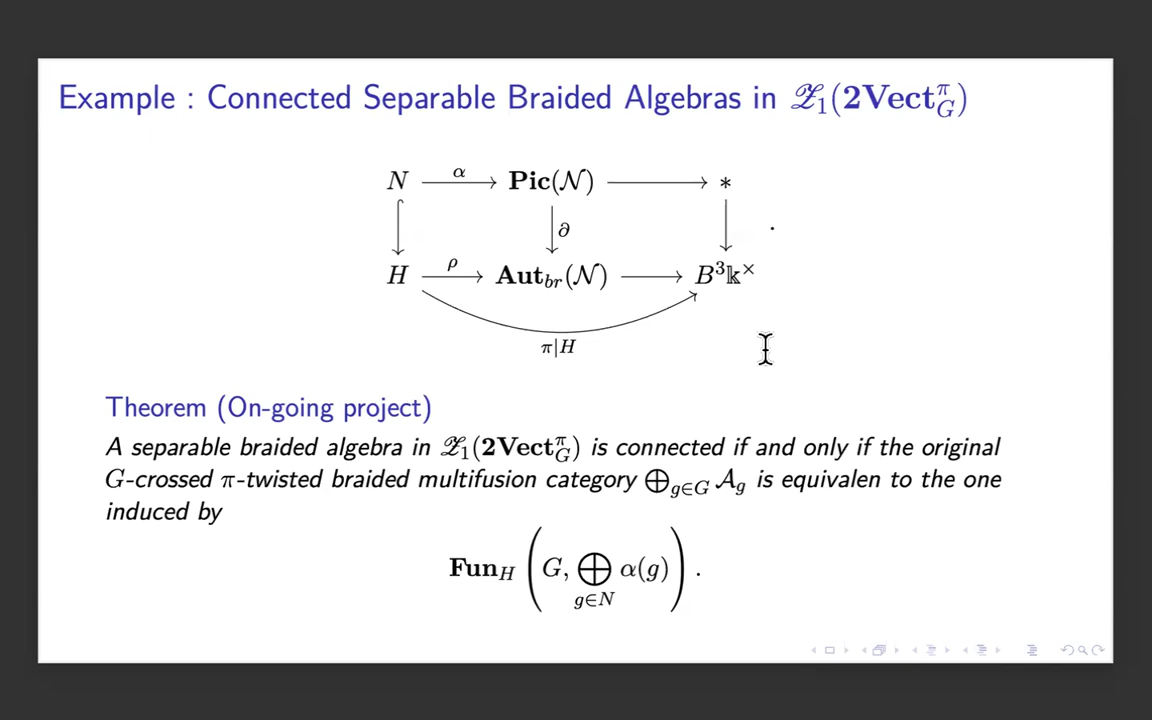 Example : Connected Separable Braided Algebras in 𝒵₁(𝟐𝐕𝐞𝐜𝐭_G^π)
N α Pic(𝒩) *
∂ .
H ρ Aut_br(𝒩) B³𝕜^×
π|H
Theorem (On-going project)
A separable braided algebra in 𝒵₁(𝟐𝐕𝐞𝐜𝐭_G^π) is connected if and only if the original
G-crossed π-twisted braided multifusion category ⊕_{g∈G} 𝒜_g is equivalen to the one
induced by
Fun_H (G, ⊕_{g∈N} α(g)) .